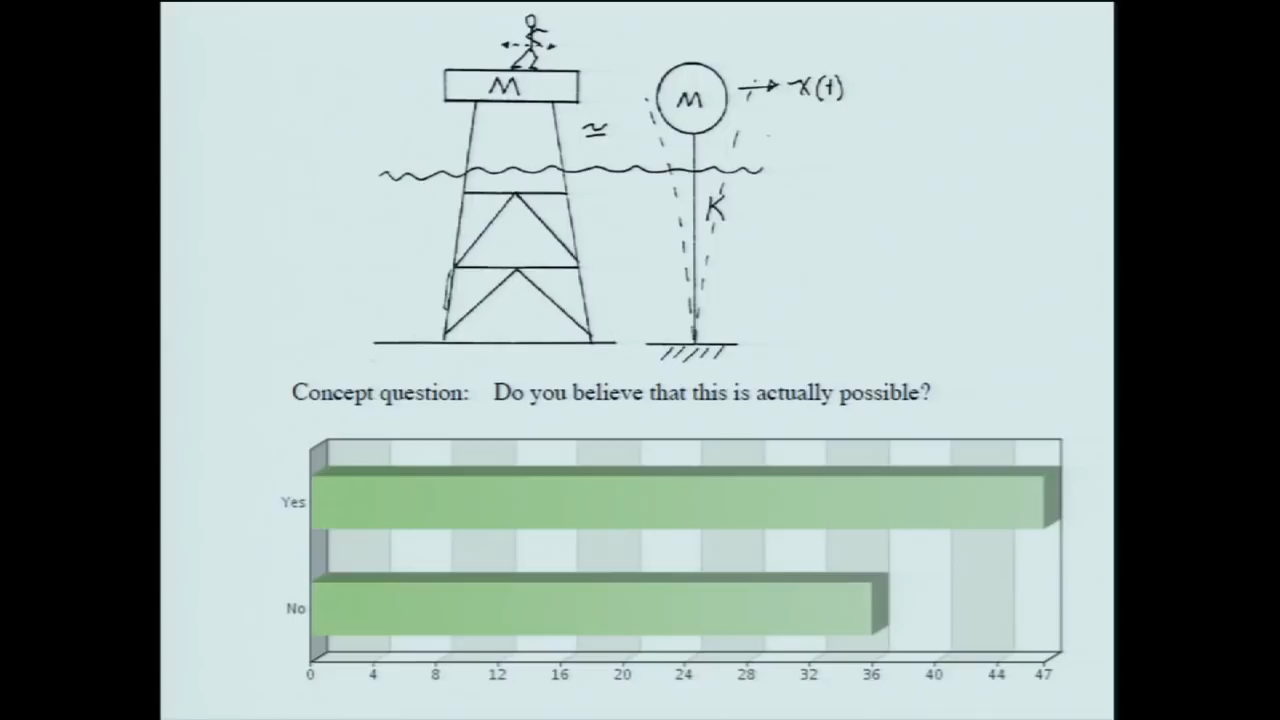 M
≃
M
x(t)
K
Concept question: Do you believe that this is actually possible?
Yes
No
0 4 8 12 16 20 24 28 32 36 40 44 47